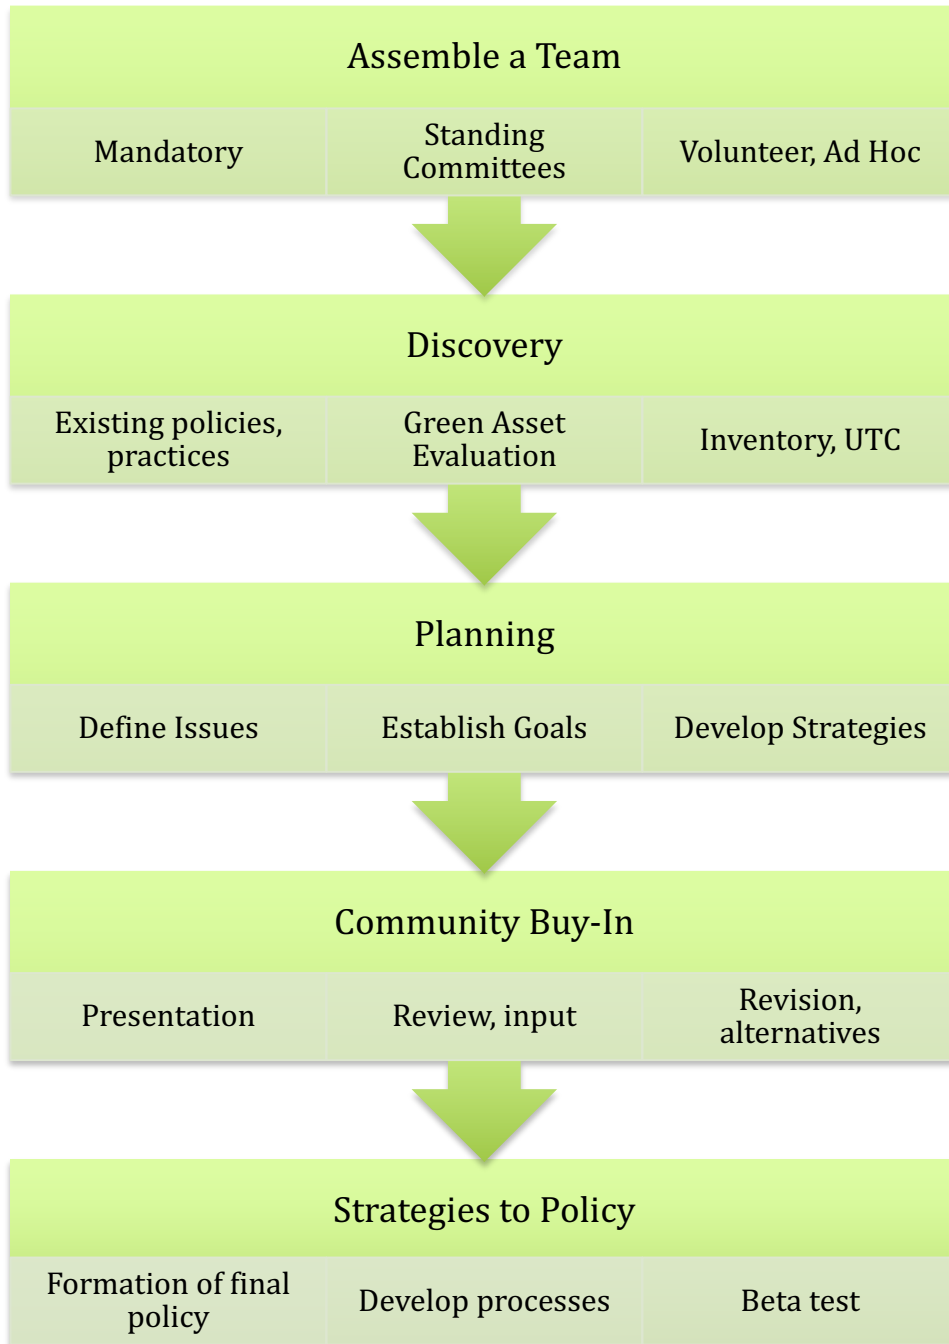 Assemble a Team
Mandatory
Standing
Committees
Volunteer, Ad Hoc
Discovery
Existing policies,
practices
Green Asset
Evaluation
Inventory, UTC
Planning
Define Issues
Establish Goals
Develop Strategies
Community Buy-In
Presentation
Review, input
Revision,
alternatives
Strategies to Policy
Formation of final
policy
Develop processes
Beta test